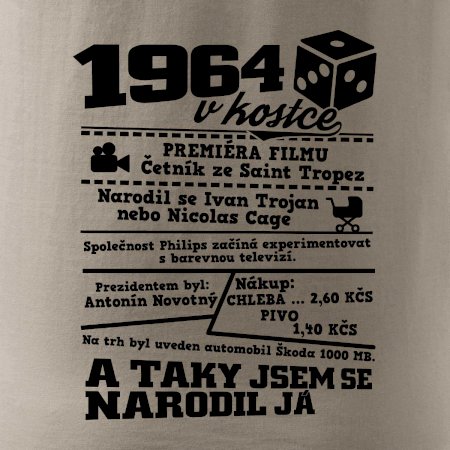 1964
v kostce
PREMIÉRA FILMU
Četník ze Saint Tropez
Narodil se Ivan Trojan
nebo Nicolas Cage
Společnost Philips začíná experimentovat
s barevnou televizí.
Prezidentem byl:
Antonín Novotný
Nákup:
CHLEBA ... 2,60 KČS
PIVO
1,40 KČS
Na trh byl uveden automobil Škoda 1000 MB.
A TAKY JSEM SE
NARODIL JÁ